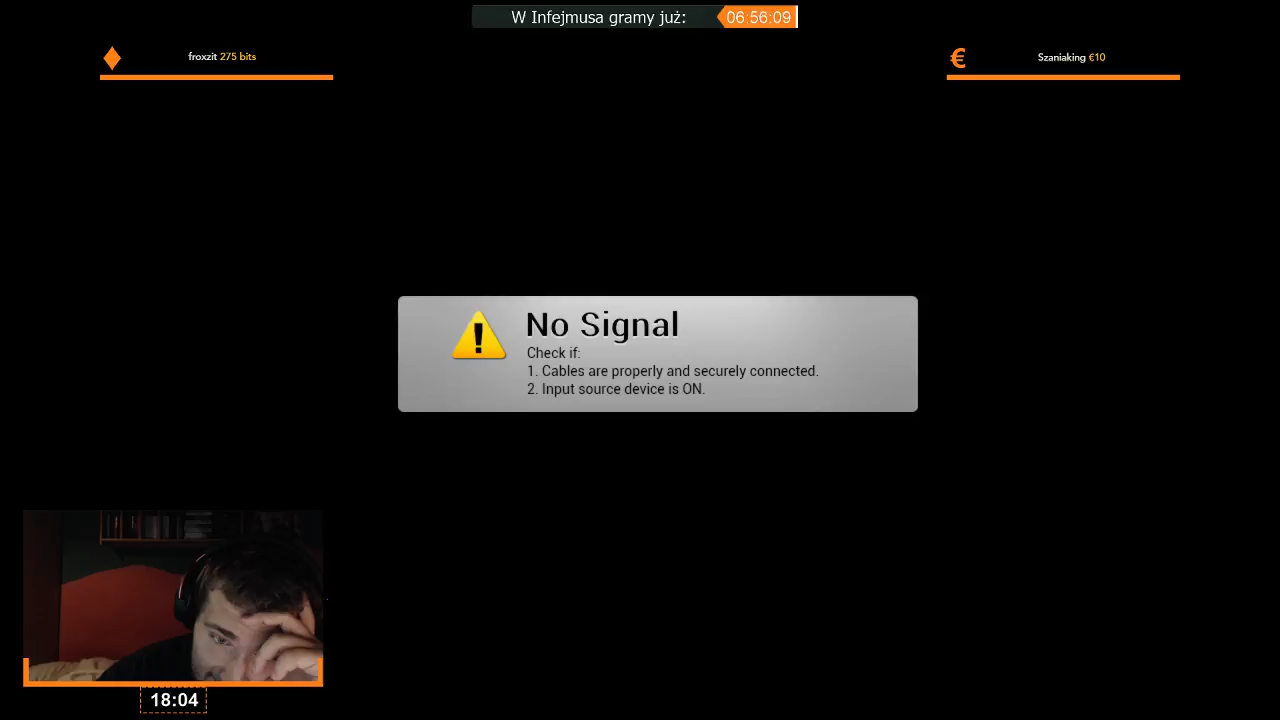 W Infejmusa gramy już: 06:56:09
froxzit 275 bits
€ Szaniaking €10
No Signal
Check if:
1. Cables are properly and securely connected.
2. Input source device is ON.
18:04